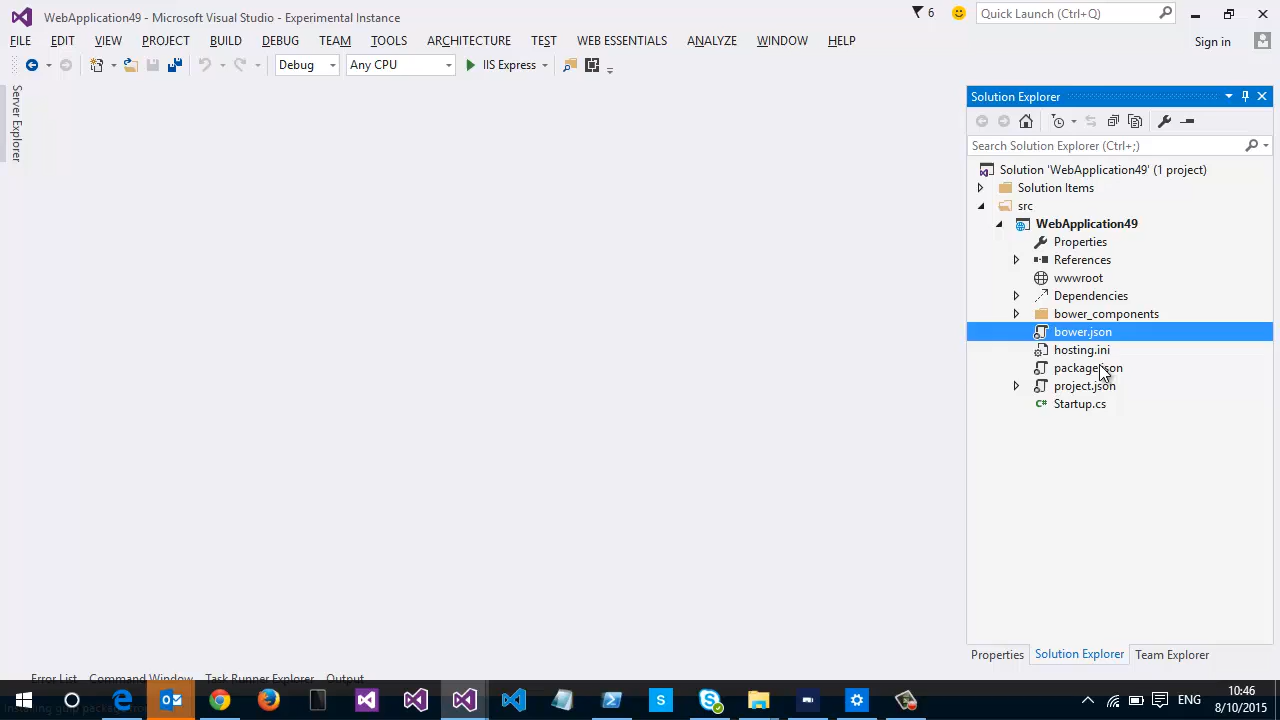 WebApplication49 - Microsoft Visual Studio - Experimental Instance
6
Quick Launch (Ctrl+Q)
FILE EDIT VIEW PROJECT BUILD DEBUG TEAM TOOLS ARCHITECTURE TEST WEB ESSENTIALS ANALYZE WINDOW HELP
Sign in
Debug Any CPU IIS Express
Server Explorer
Solution Explorer
Search Solution Explorer (Ctrl+;)
Solution 'WebApplication49' (1 project)
Solution Items
src
WebApplication49
Properties
References
wwwroot
Dependencies
bower_components
bower.json
hosting.ini
package.json
project.json
Startup.cs
Properties Solution Explorer Team Explorer
Error List Command Window Task Runner Explorer Output
ENG
10:46
8/10/2015